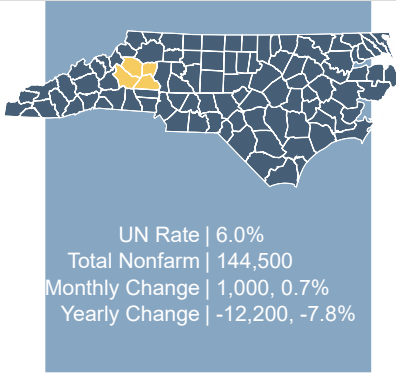 UN Rate | 6.0%
Total Nonfarm | 144,500
Monthly Change | 1,000, 0.7%
Yearly Change | -12,200, -7.8%